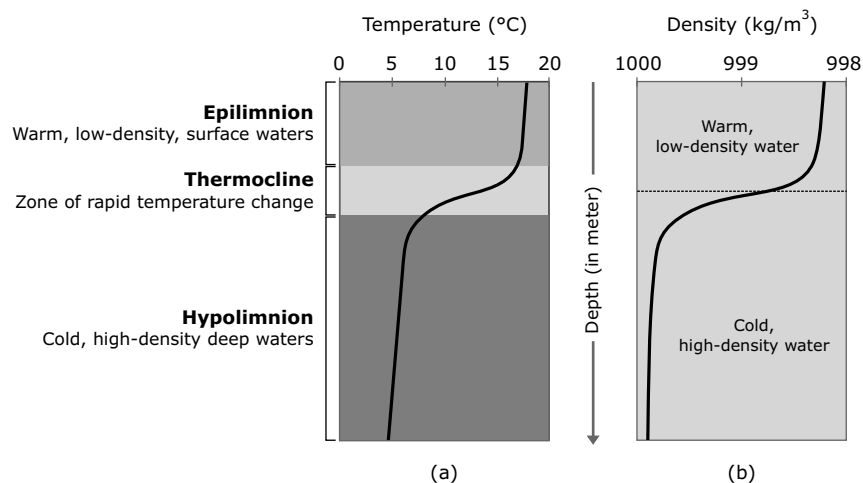 Temperature (°C)
0 5 10 15 20
Epilimnion
Warm, low-density, surface waters
Thermocline
Zone of rapid temperature change
Hypolimnion
Cold, high-density deep waters
(a)
Depth (in meter)
Density (kg/m³)
1000 999 998
Warm,
low-density water
Cold,
high-density water
(b)